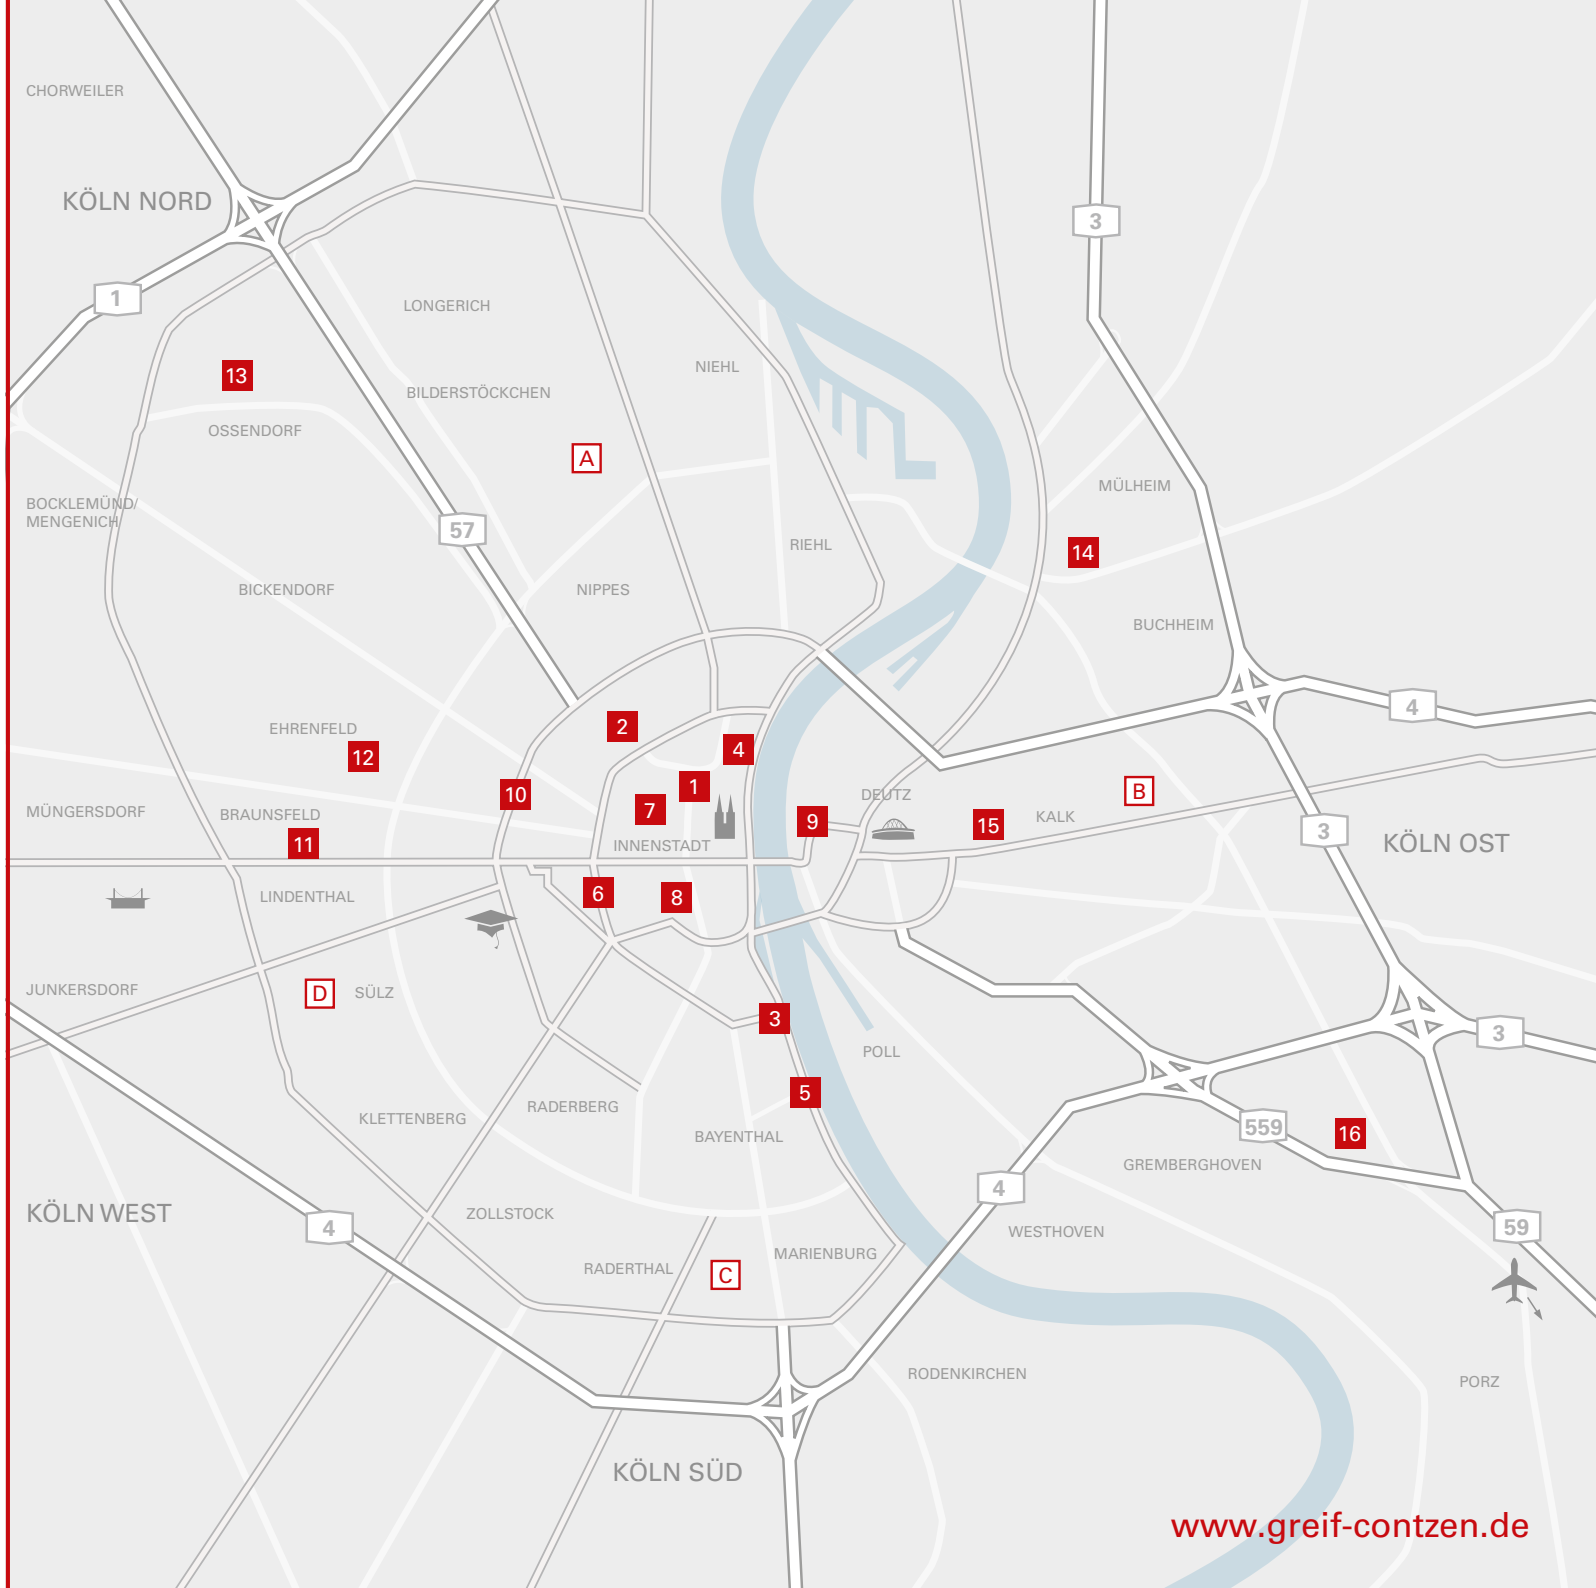 CHORWEILER
KÖLN NORD
3
1
LONGERICH
NIEHL
13
BILDERSTÖCKCHEN
OSSENDORF
A
MÜLHEIM
BOCKLEMÜND/
MENGENICH
57
RIEHL
14
BICKENDORF
NIPPES
BUCHHEIM
4
EHRENFELD
2
4
12
1
10
7
DEUTZ
B
MÜNGERSDORF
BRAUNSFELD
9
15
KALK
3
11
INNENSTADT
KÖLN OST
LINDENTHAL
6
8
JUNKERSDORF
D
SÜLZ
3
3
POLL
5
RADERBERG
KLETTENBERG
559
16
BAYENTHAL
GREMBERGHOVEN
4
KÖLN WEST
ZOLLSTOCK
4
59
WESTHOVEN
MARIENBURG
RADERTHAL
C
RODENKIRCHEN
PORZ
KÖLN SÜD
www.greif-contzen.de